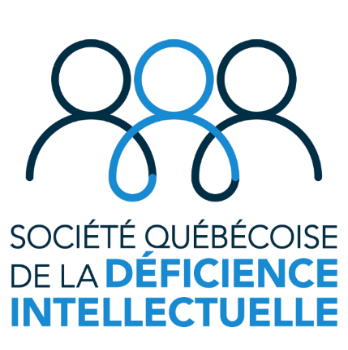 SOCIÉTÉ QUÉBÉCOISE
DE LA DÉFICIENCE
INTELLECTUELLE